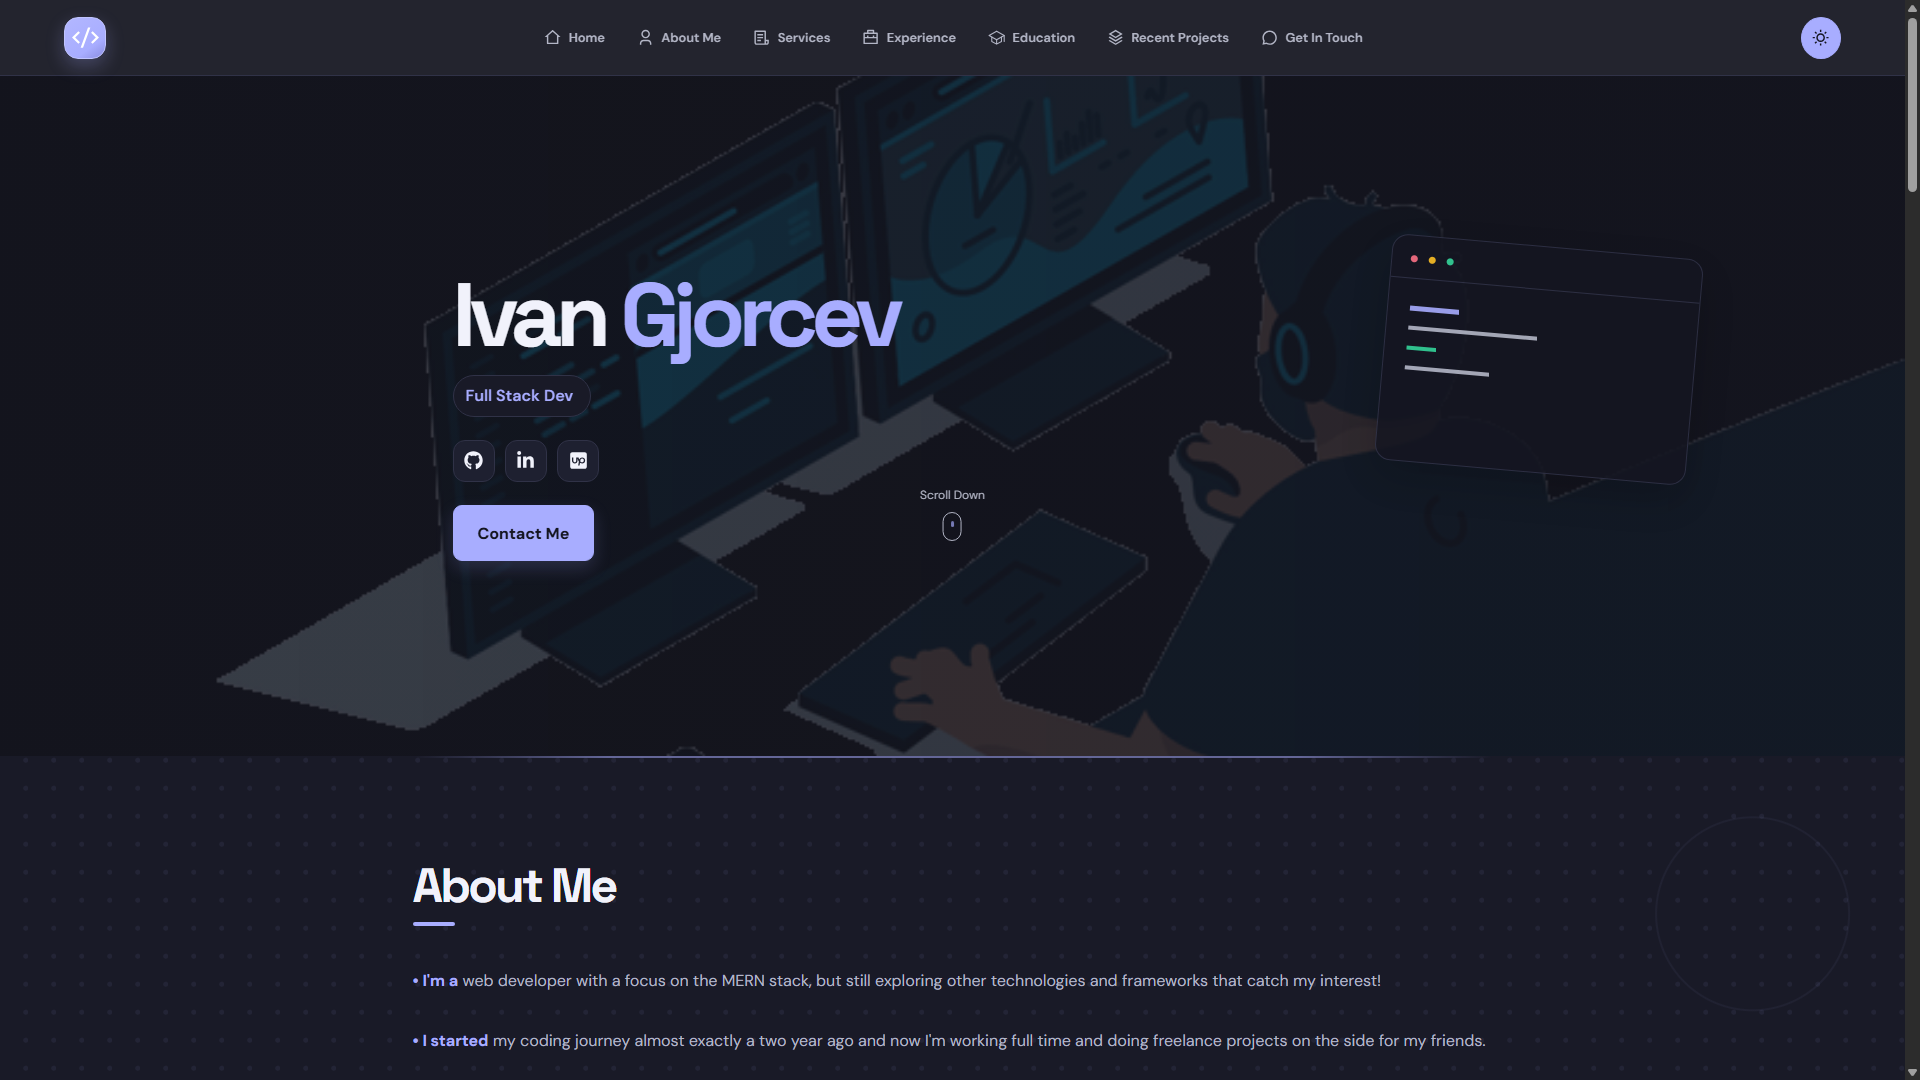 </>
Home
About Me
Services
Experience
Education
Recent Projects
Get In Touch
Ivan Gjorcev
Full Stack Dev
in
up
Contact Me
Scroll Down
About Me
• I'm a web developer with a focus on the MERN stack, but still exploring other technologies and frameworks that catch my interest!
• I started my coding journey almost exactly a two year ago and now I'm working full time and doing freelance projects on the side for my friends.